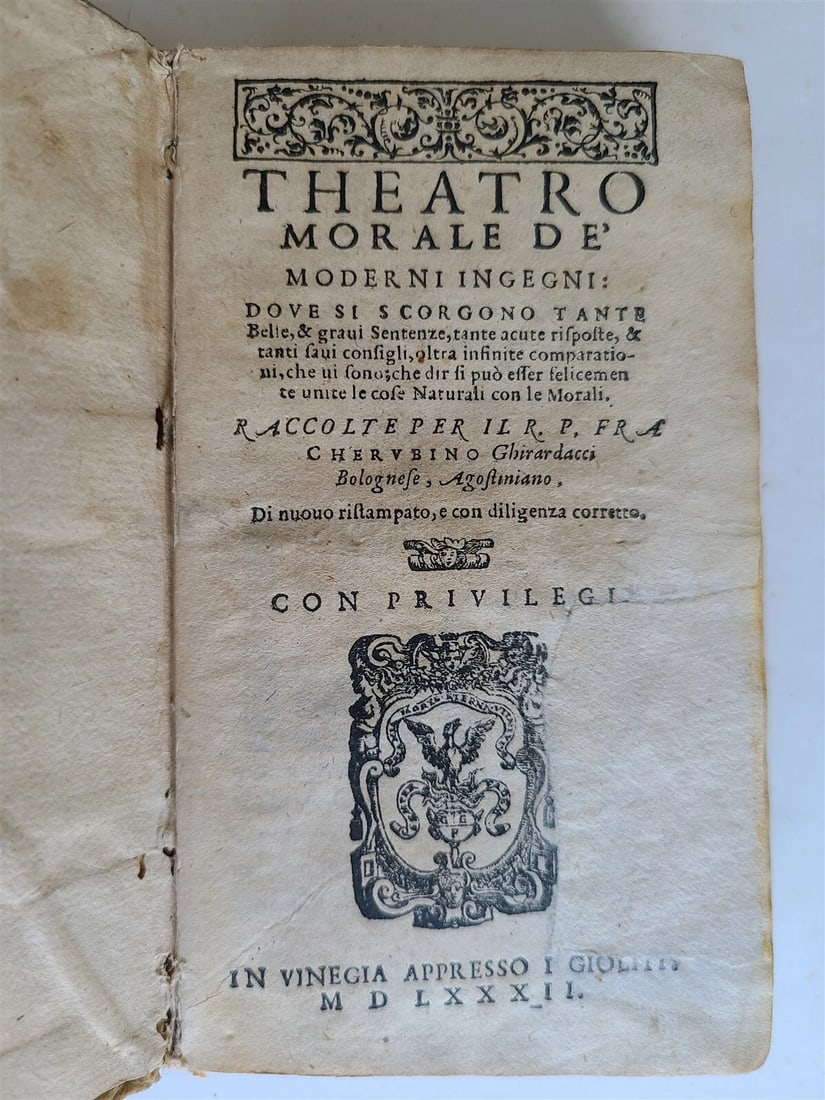 THEATRO
MORALE DE'
MODERNI INGEGNI:
DOVE SI SCORGONO TANTE
Belle, & graui Sentenze, tante acute riſpoſte, &
tanti ſaui conſigli, oltra infinite comparatio-
ni, che ui ſono; che dir ſi può eſſer felicemen
te unite le coſe Naturali con le Morali.
RACCOLTE PER IL R. P. FRA
CHERVBINO Ghirardacci
Bologneſe, Agoſtiniano,
Di nuouo riſtampato, e con diligenza corretto.
CON PRIVILEGI
G G
F
IN VINEGIA APPRESSO I GIOLITI.
M D LXXXII.